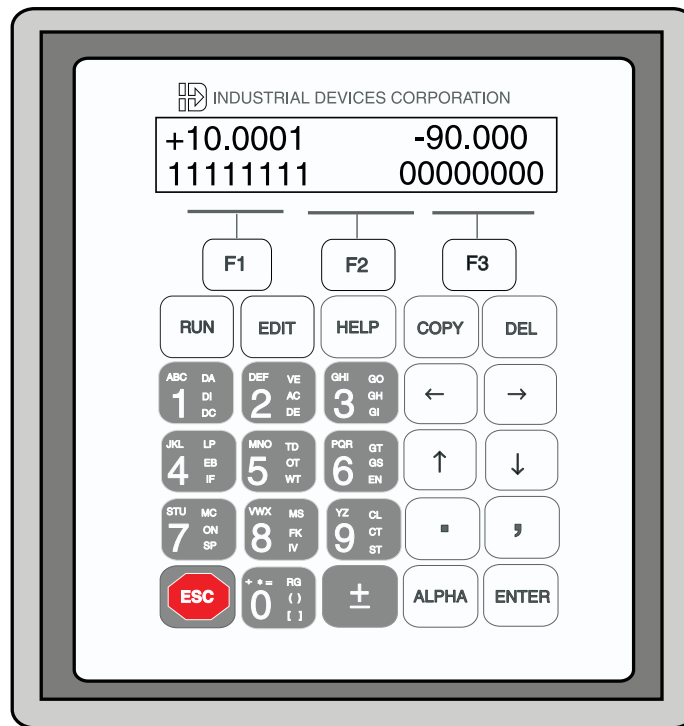 INDUSTRIAL DEVICES CORPORATION
+10.0001 -90.000
11111111 00000000
F1 F2 F3
RUN EDIT HELP COPY DEL
ABC DA DEF VE GHI GO
1 DI 2 AC 3 GH ← →
DC DE GI
JKL LP MNO TD PQR GT
4 EB 5 OT 6 GS ↑ ↓
IF WT EN
STU MC VWX MS YZ CL
7 ON 8 FK 9 CT . ,
SP IV ST
+ * = RG
ESC 0 ( ) ± ALPHA ENTER
[ ]